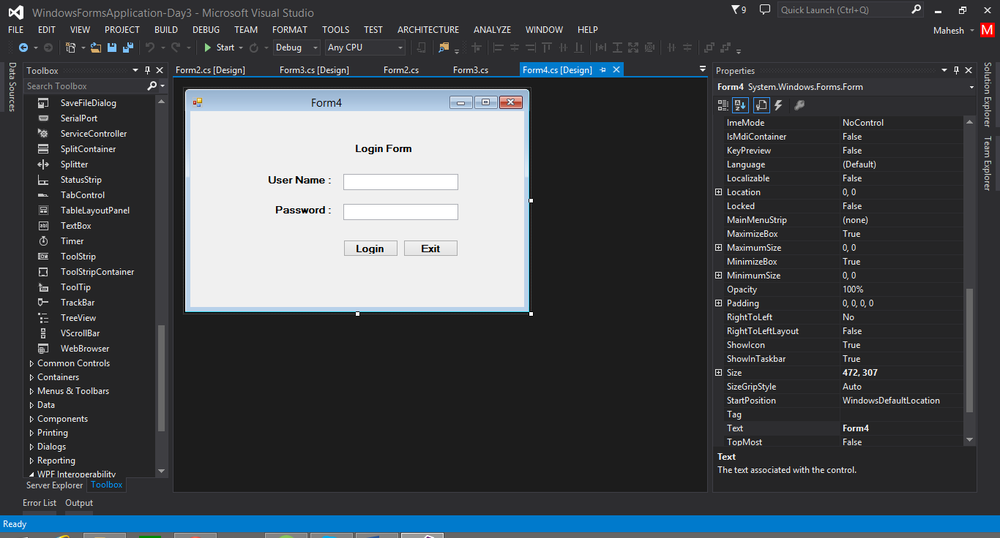 WindowsFormsApplication-Day3 - Microsoft Visual Studio
9
Quick Launch (Ctrl+Q)
FILE EDIT VIEW PROJECT BUILD DEBUG TEAM FORMAT TOOLS TEST ARCHITECTURE ANALYZE WINDOW HELP
Mahesh M
Start Debug Any CPU
Data Sources
Toolbox
Search Toolbox
SaveFileDialog
SerialPort
ServiceController
SplitContainer
Splitter
StatusStrip
TabControl
TableLayoutPanel
TextBox
Timer
ToolStrip
ToolStripContainer
ToolTip
TrackBar
TreeView
VScrollBar
WebBrowser
Common Controls
Containers
Menus & Toolbars
Data
Components
Printing
Dialogs
Reporting
WPF Interoperability
Server Explorer Toolbox
Form2.cs [Design] Form3.cs [Design] Form2.cs Form3.cs Form4.cs [Design]
Form4
Login Form
User Name :
Password :
Login Exit
Properties
Form4 System.Windows.Forms.Form
ImeMode NoControl
IsMdiContainer False
KeyPreview False
Language (Default)
Localizable False
Location 0, 0
Locked False
MainMenuStrip (none)
MaximizeBox True
MaximumSize 0, 0
MinimizeBox True
MinimumSize 0, 0
Opacity 100%
Padding 0, 0, 0, 0
RightToLeft No
RightToLeftLayout False
ShowIcon True
ShowInTaskbar True
Size 472, 307
SizeGripStyle Auto
StartPosition WindowsDefaultLocation
Tag
Text Form4
TopMost False
Text
The text associated with the control.
Solution Explorer
Team Explorer
Error List Output
Ready